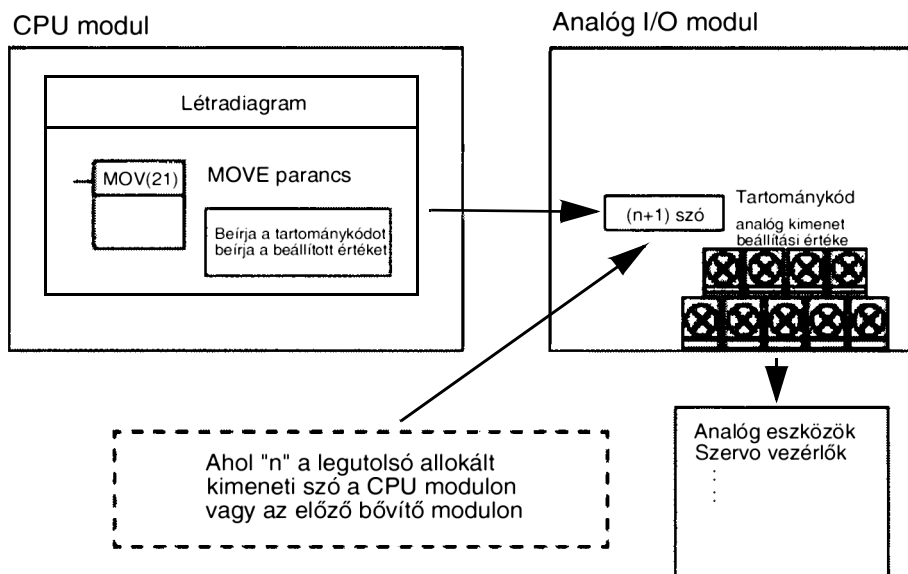 CPU modul
Analóg I/O modul
Létradiagram
MOV(21)
MOVE parancs
Beírja a tartománykódot
beírja a beállított értéket
(n+1) szó
Tartománykód
analóg kimenet
beállítási értéke
Ahol "n" a legutolsó allokált
kimeneti szó a CPU modulon
vagy az előző bővítő modulon
Analóg eszközök
Szervo vezérlők